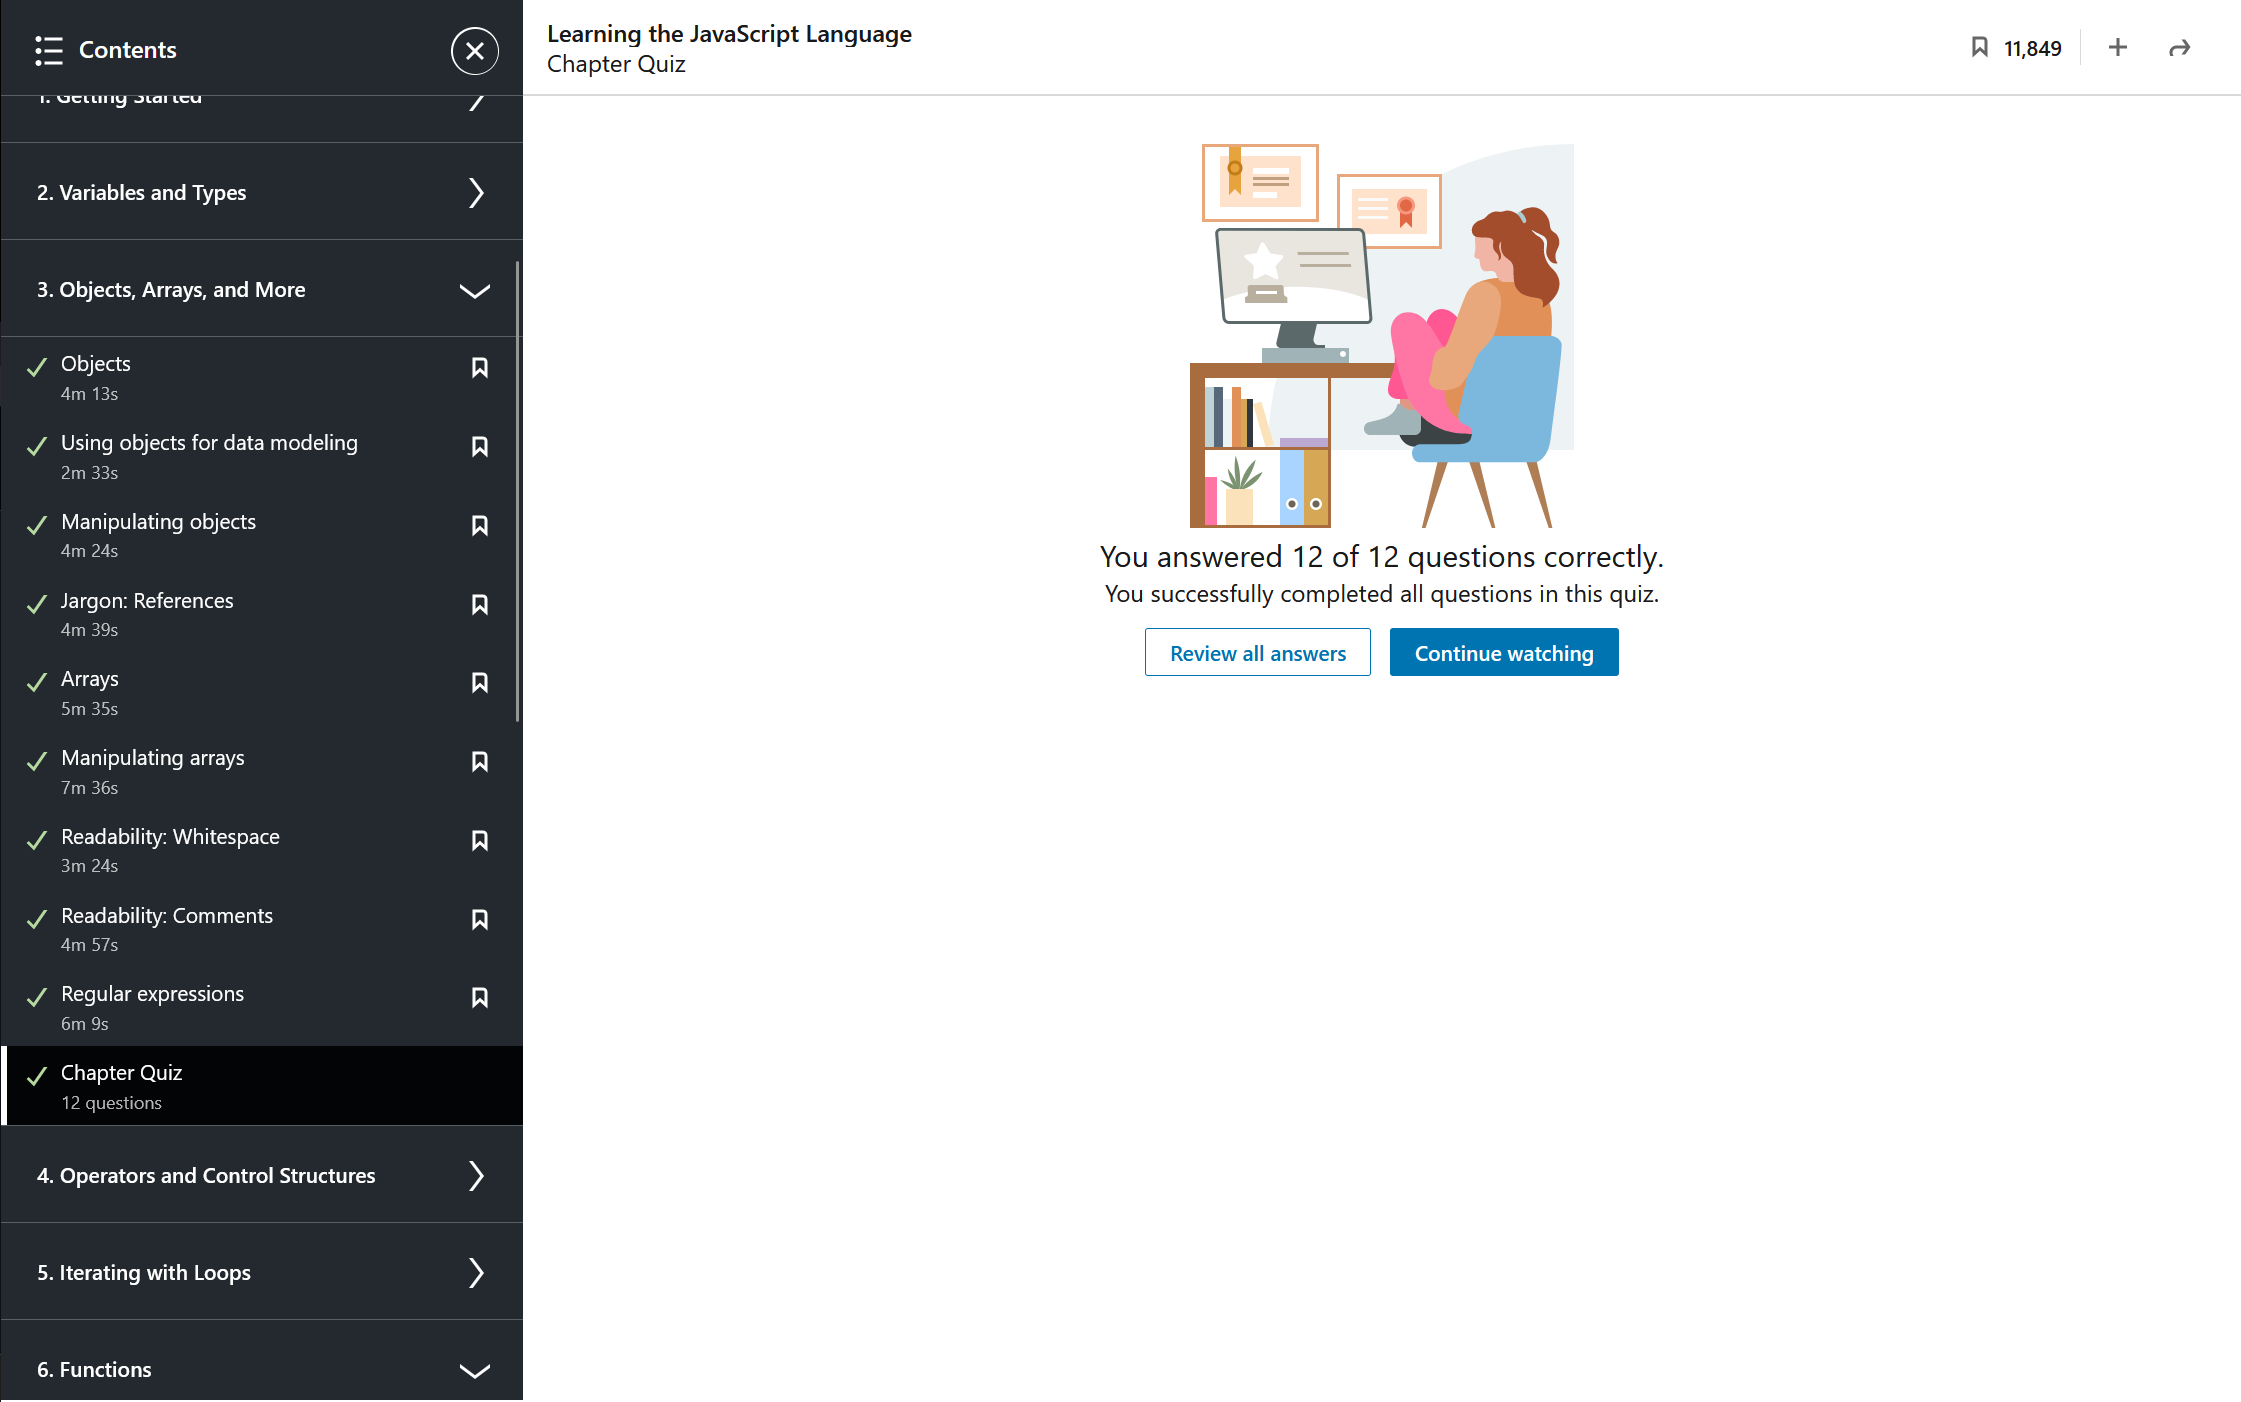 Contents
1. Getting Started
2. Variables and Types
3. Objects, Arrays, and More
Objects
4m 13s
Using objects for data modeling
2m 33s
Manipulating objects
4m 24s
Jargon: References
4m 39s
Arrays
5m 35s
Manipulating arrays
7m 36s
Readability: Whitespace
3m 24s
Readability: Comments
4m 57s
Regular expressions
6m 9s
Chapter Quiz
12 questions
4. Operators and Control Structures
5. Iterating with Loops
6. Functions
Learning the JavaScript Language
Chapter Quiz
11,849
You answered 12 of 12 questions correctly.
You successfully completed all questions in this quiz.
Review all answers
Continue watching